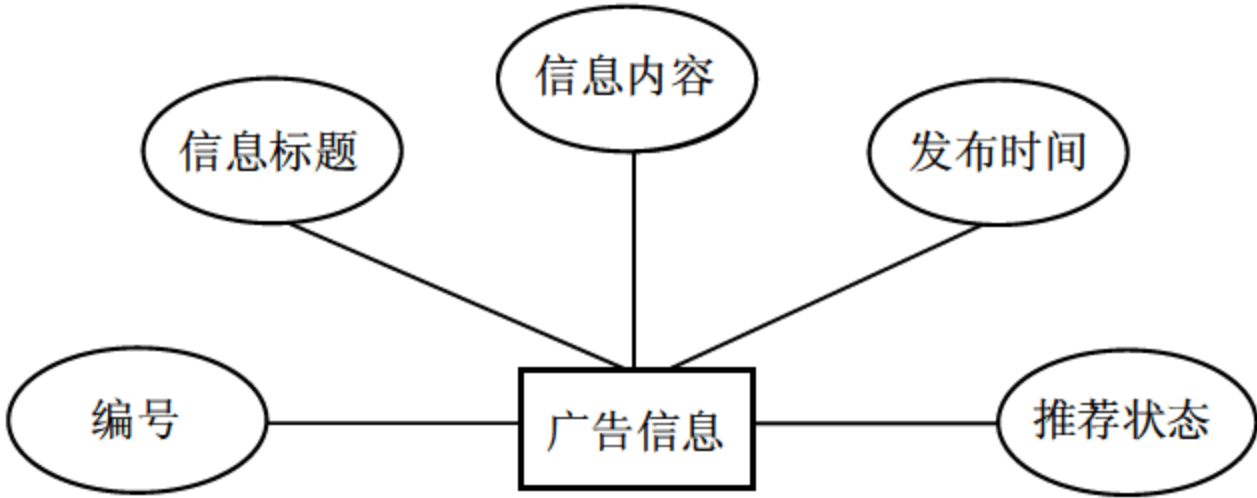 信息内容
信息标题
发布时间
编号
广告信息
推荐状态